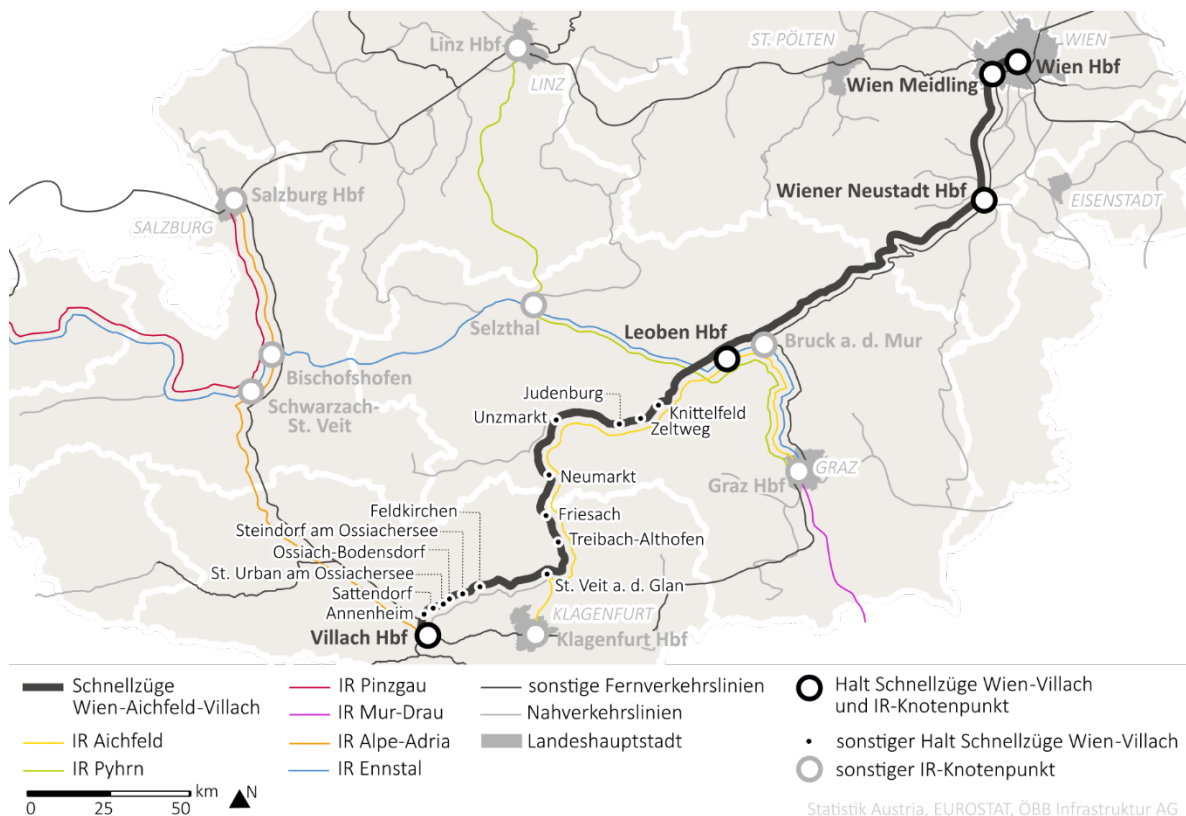 Linz Hbf
LINZ
ST. PÖLTEN
WIEN
Wien Hbf
Wien Meidling
Salzburg Hbf
SALZBURG
Wiener Neustadt Hbf
EISENSTADT
Selzthal
Leoben Hbf
Bruck a. d. Mur
Bischofshofen
Schwarzach-
St. Veit
Judenburg
Unzmarkt
Knittelfeld
Zeltweg
Neumarkt
GRAZ
Graz Hbf
Feldkirchen
Friesach
Steindorf am Ossiachersee
Treibach-Althofen
Ossiach-Bodensdorf
St. Urban am Ossiachersee
St. Veit a. d. Glan
Sattendorf
Annenheim
KLAGENFURT
Villach Hbf
Klagenfurt Hbf
Schnellzüge
Wien-Aichfeld-Villach
IR Aichfeld
IR Pyhrn
IR Pinzgau
IR Mur-Drau
IR Alpe-Adria
IR Ennstal
sonstige Fernverkehrslinien
Nahverkehrslinien
Landeshauptstadt
Halt Schnellzüge Wien-Villach
und IR-Knotenpunkt
sonstiger Halt Schnellzüge Wien-Villach
sonstiger IR-Knotenpunkt
km
N
0 25 50
Statistik Austria, EUROSTAT, ÖBB Infrastruktur AG